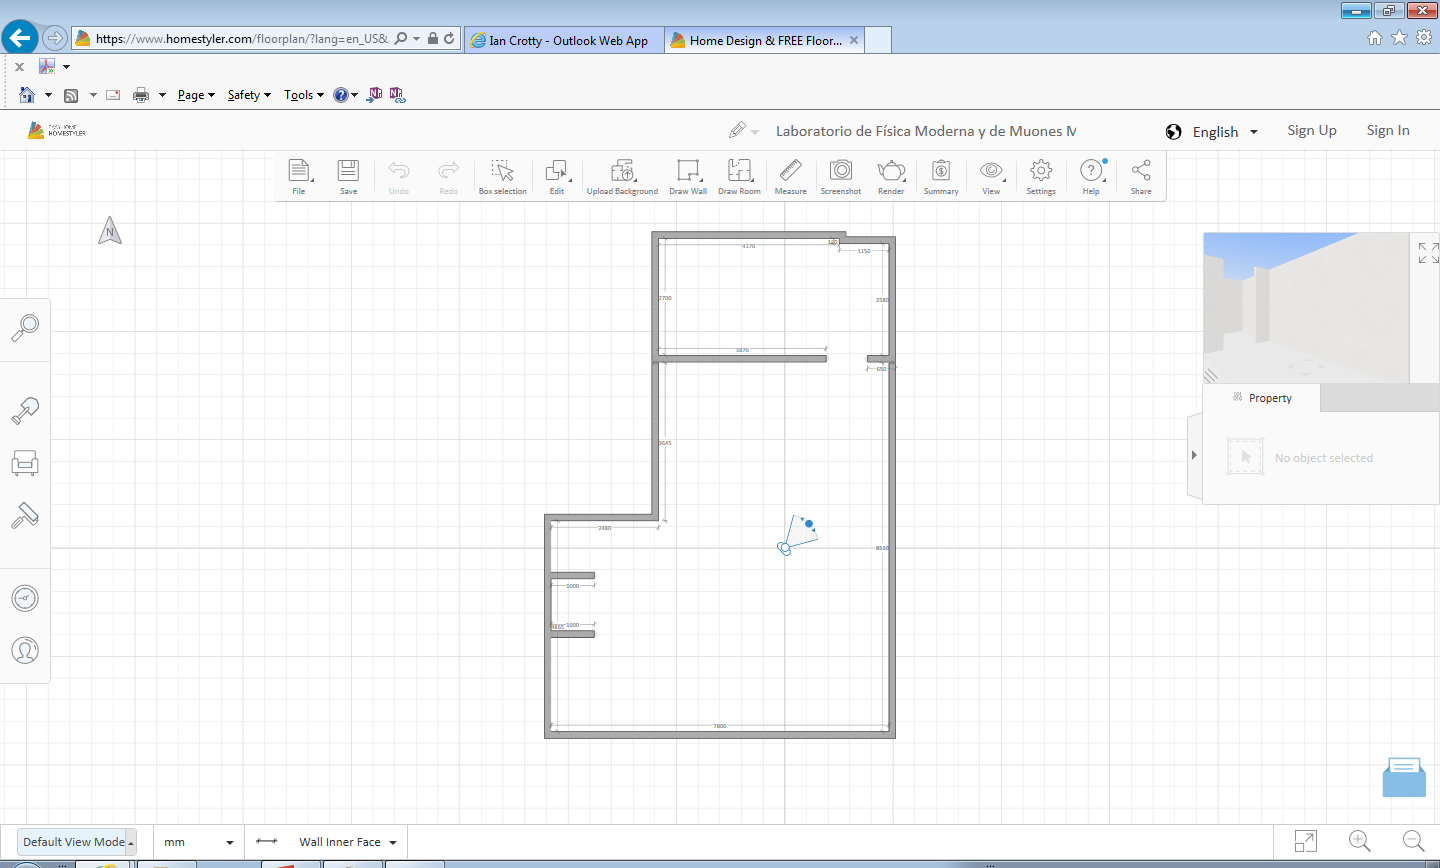 https://www.homestyler.com/floorplan/?lang=en_US&
Ian Crotty - Outlook Web App
Home Design & FREE Floor...
Page
Safety
Tools
HOMESTYLER
Laboratorio de Física Moderna y de Muones M
English
Sign Up
Sign In
File
Save
Undo
Redo
Box selection
Edit
Upload Background
Draw Wall
Draw Room
Measure
Screenshot
Render
Summary
View
Settings
Help
Share
N
4170
120
1150
2700
2580
3870
650
3645
2480
8510
1000
1000
7800
Property
No object selected
Default View Mode
mm
Wall Inner Face